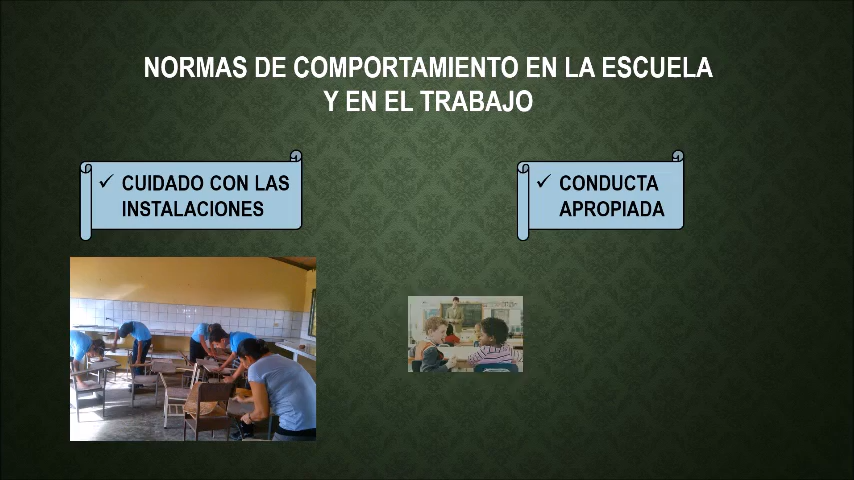 NORMAS DE COMPORTAMIENTO EN LA ESCUELA
Y EN EL TRABAJO
✓ CUIDADO CON LAS
INSTALACIONES
✓ CONDUCTA
APROPIADA